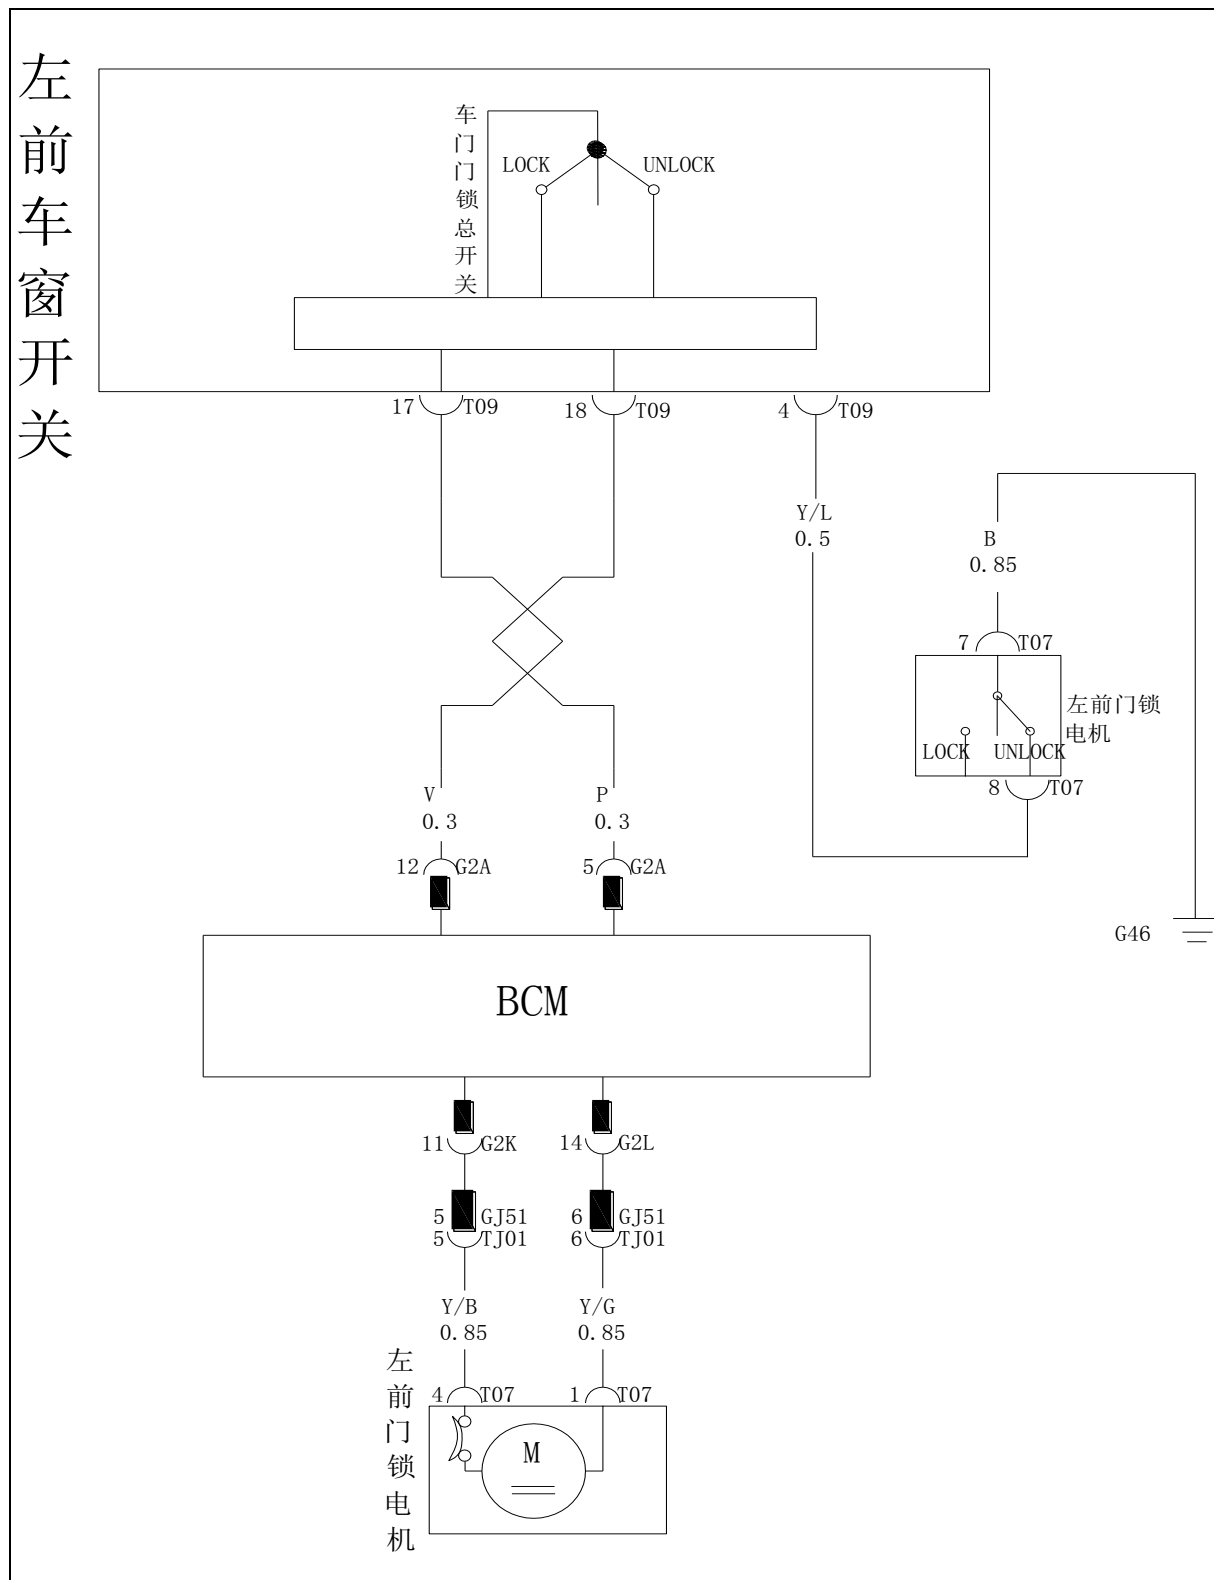 左前车窗开关
车门门锁总开关
LOCK
UNLOCK
17 T09
18 T09
4 T09
Y/L
0.5
B
0.85
7 T07
左前门锁
电机
LOCK
UNLOCK
8 T07
V
0.3
P
0.3
12 G2A
5 G2A
G46
BCM
11 G2K
14 G2L
5 GJ51
5 TJ01
6 GJ51
6 TJ01
Y/B
0.85
Y/G
0.85
左前门锁电机
4 T07
1 T07
M